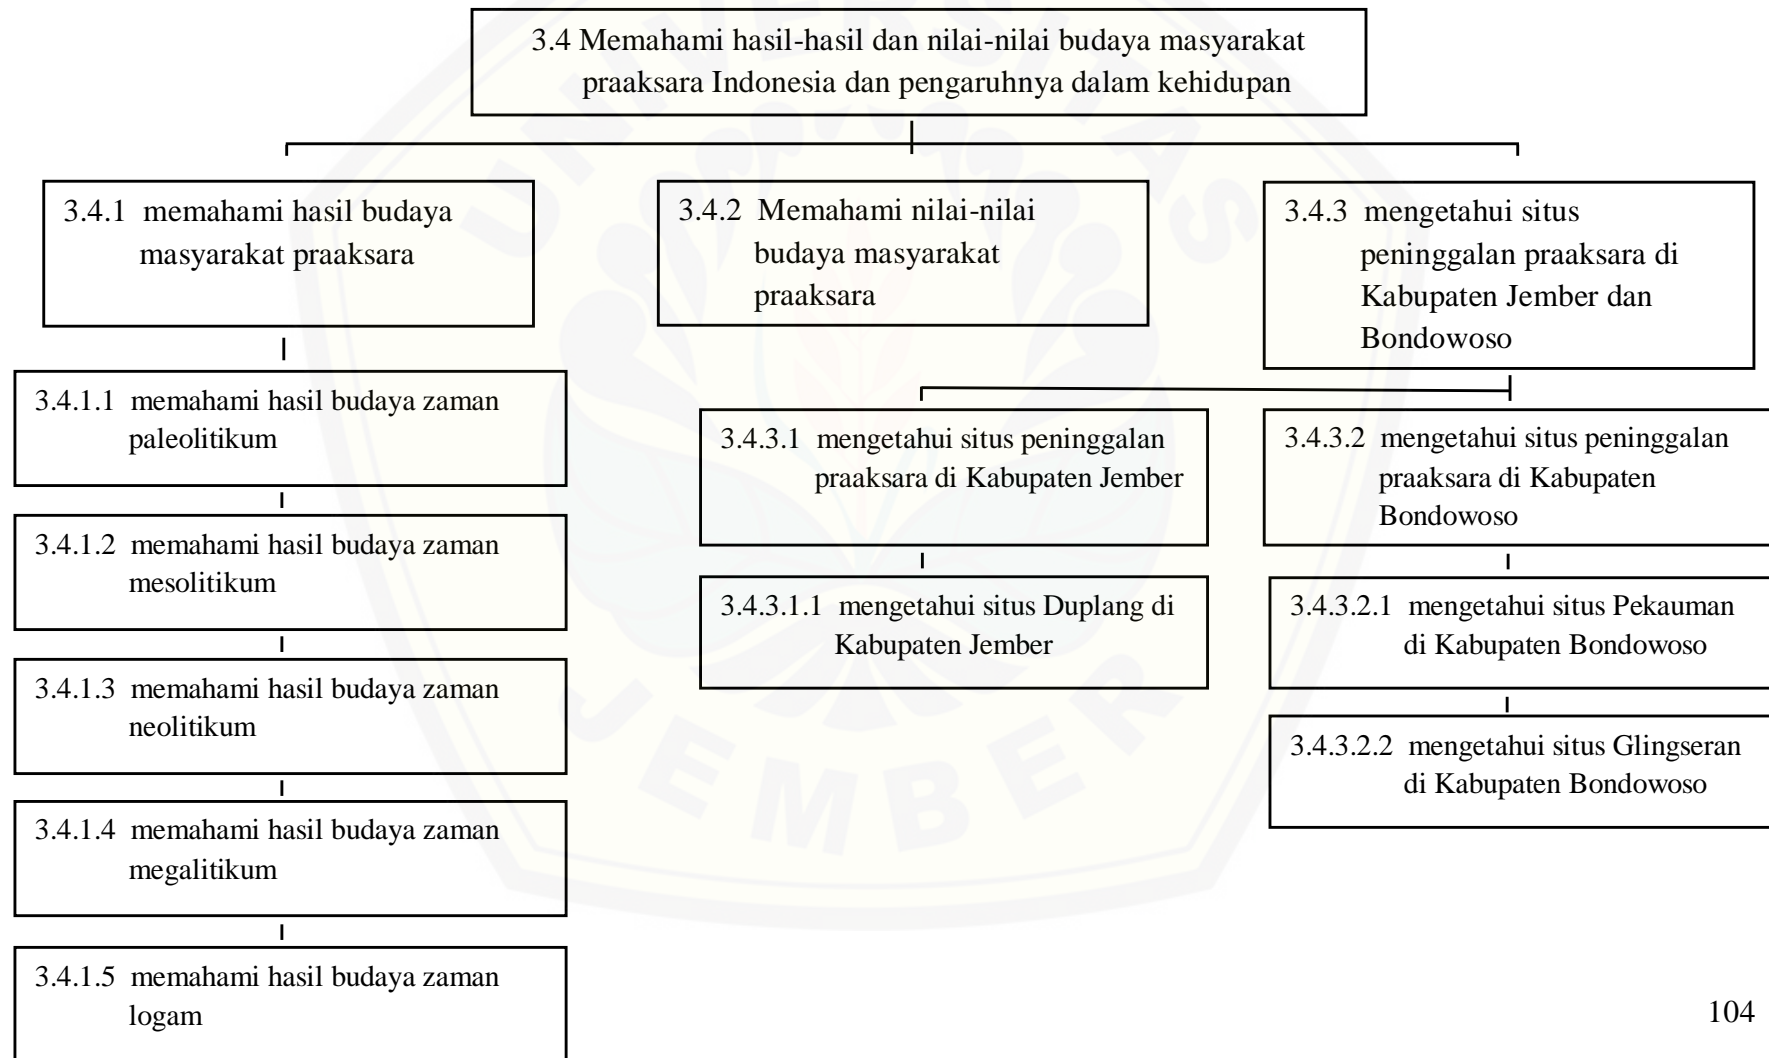 3.4 Memahami hasil-hasil dan nilai-nilai budaya masyarakat
praaksara Indonesia dan pengaruhnya dalam kehidupan
3.4.1 memahami hasil budaya
masyarakat praaksara
3.4.2 Memahami nilai-nilai
budaya masyarakat
praaksara
3.4.3 mengetahui situs
peninggalan praaksara di
Kabupaten Jember dan
Bondowoso
3.4.1.1 memahami hasil budaya zaman
paleolitikum
3.4.1.2 memahami hasil budaya zaman
mesolitikum
3.4.1.3 memahami hasil budaya zaman
neolitikum
3.4.1.4 memahami hasil budaya zaman
megalitikum
3.4.1.5 memahami hasil budaya zaman
logam
3.4.3.1 mengetahui situs peninggalan
praaksara di Kabupaten Jember
3.4.3.1.1 mengetahui situs Duplang di
Kabupaten Jember
3.4.3.2 mengetahui situs peninggalan
praaksara di Kabupaten
Bondowoso
3.4.3.2.1 mengetahui situs Pekauman
di Kabupaten Bondowoso
3.4.3.2.2 mengetahui situs Glingseran
di Kabupaten Bondowoso
104
UNIVERSITAS
JEMBER